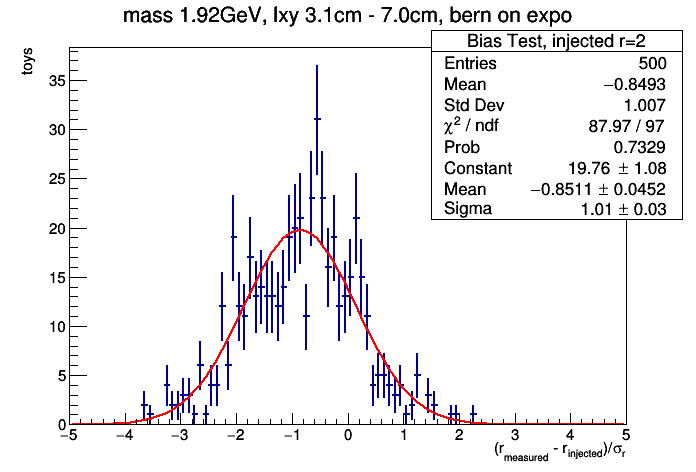 mass 1.92GeV, lxy 3.1cm - 7.0cm, bern on expo
Bias Test, injected r=2
Entries 500
Mean −0.8493
Std Dev 1.007
χ² / ndf 87.97 / 97
Prob 0.7329
Constant 19.76 ± 1.08
Mean −0.8511 ± 0.0452
Sigma 1.01 ± 0.03
toys
35
30
25
20
15
10
5
0
−5 −4 −3 −2 −1 0 1 2 3 4 5
(r_measured - r_injected)/σ_r